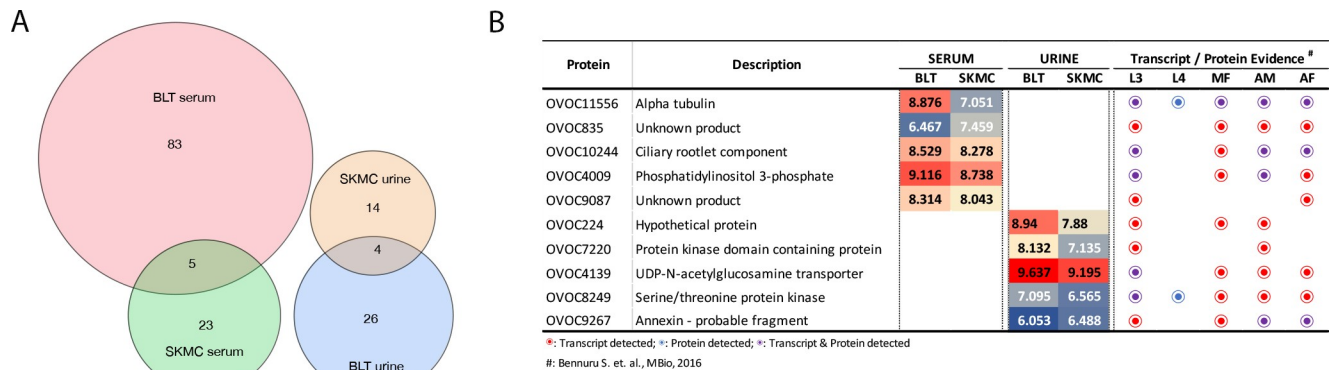 A
BLT serum
83
SKMC urine
14
4
5
23
SKMC serum
26
BLT urine
B
Protein Description SERUM URINE Transcript / Protein Evidence #
BLT SKMC BLT SKMC L3 L4 MF AM AF
OVOC11556 Alpha tubulin 8.876 7.051
OVOC835 Unknown product 6.467 7.459
OVOC10244 Ciliary rootlet component 8.529 8.278
OVOC4009 Phosphatidylinositol 3-phosphate 9.116 8.738
OVOC9087 Unknown product 8.314 8.043
OVOC224 Hypothetical protein 8.94 7.88
OVOC7220 Protein kinase domain containing protein 8.132 7.135
OVOC4139 UDP-N-acetylglucosamine transporter 9.637 9.195
OVOC8249 Serine/threonine protein kinase 7.095 6.565
OVOC9267 Annexin - probable fragment 6.053 6.488
: Transcript detected; : Protein detected; : Transcript & Protein detected
#: Bennuru S. et. al., MBio, 2016